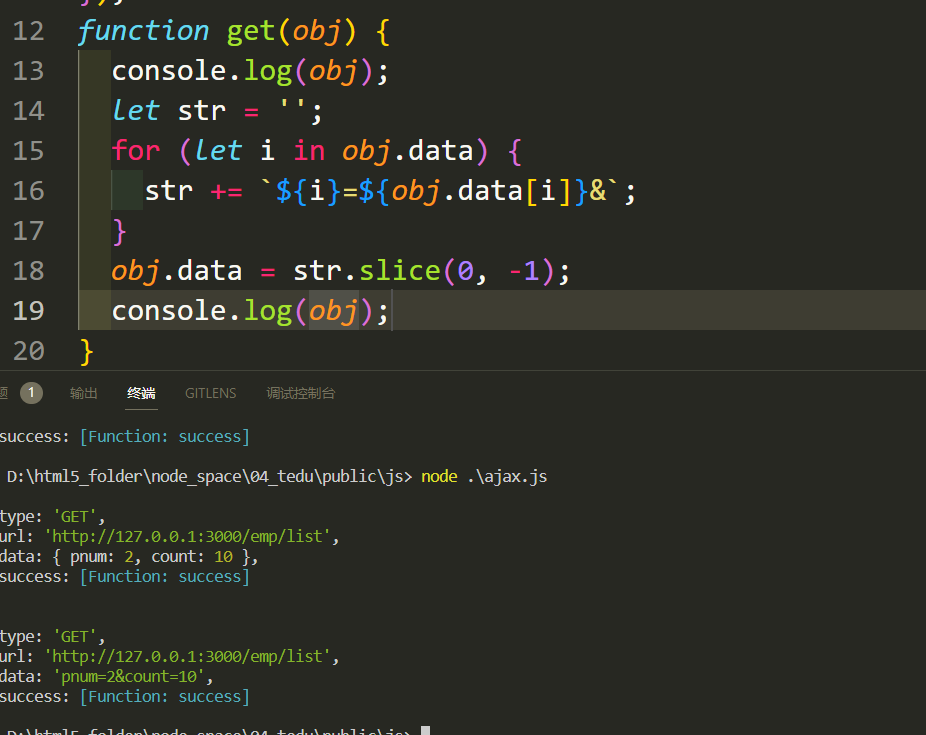 12 function get(obj) {
13 console.log(obj);
14 let str = '';
15 for (let i in obj.data) {
16 str += `${i}=${obj.data[i]}&`;
17 }
18 obj.data = str.slice(0, -1);
19 console.log(obj);
20 }
题 1 输出 终端 GITLENS 调试控制台
success: [Function: success]
D:\html5_folder\node_space\04_tedu\public\js> node .\ajax.js
type: 'GET',
url: 'http://127.0.0.1:3000/emp/list',
data: { pnum: 2, count: 10 },
success: [Function: success]
type: 'GET',
url: 'http://127.0.0.1:3000/emp/list',
data: 'pnum=2&count=10',
success: [Function: success]
D:\html5_folder\node_space\04_tedu\public\js>